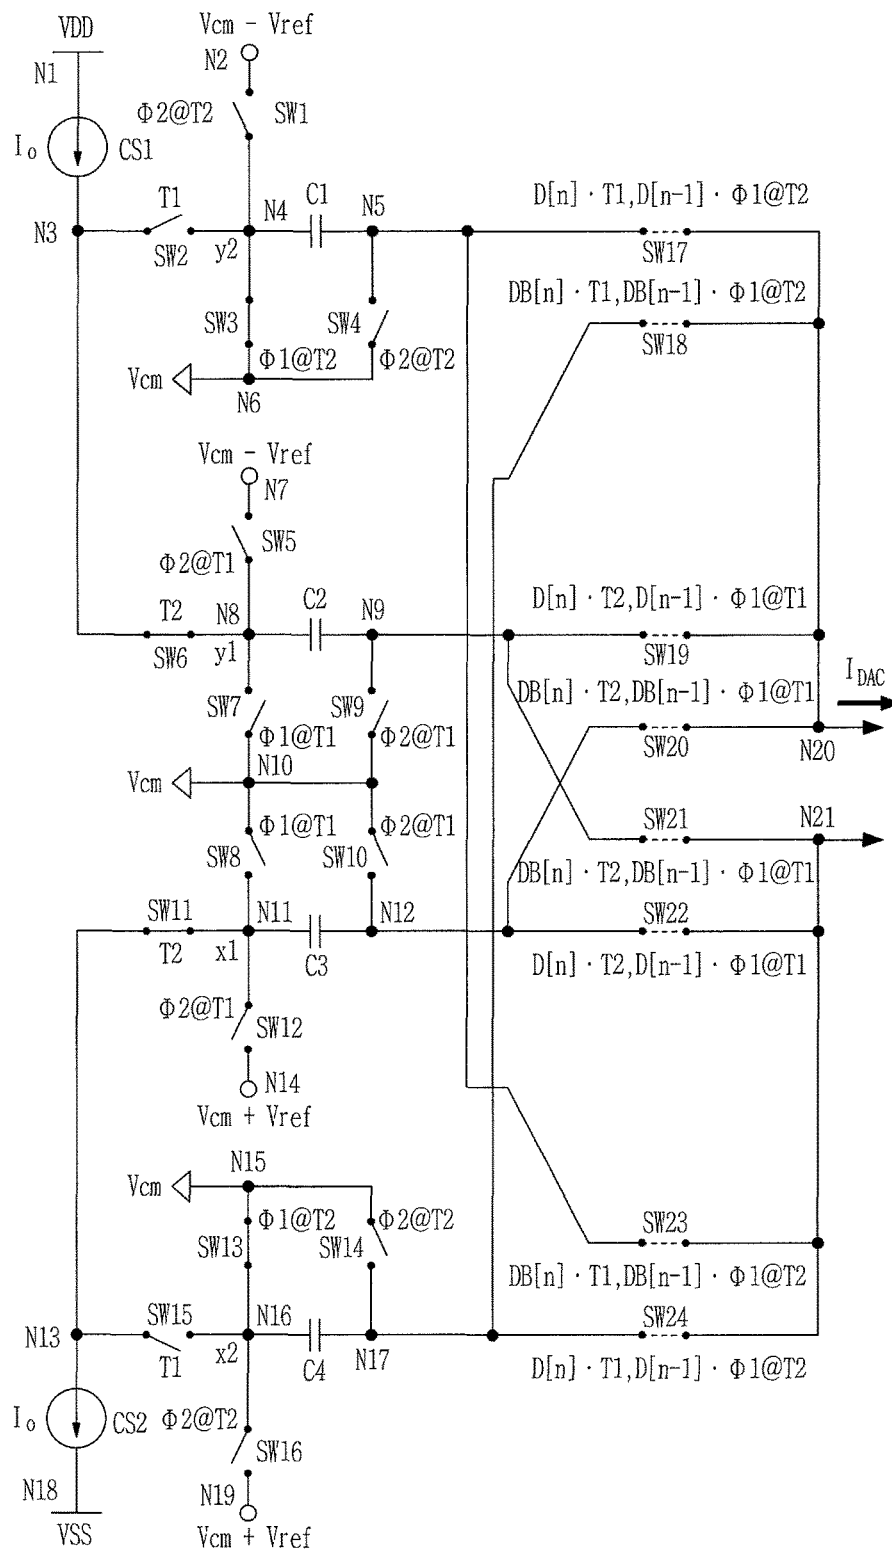 Vcm - Vref
VDD
N2
N1
Φ2@T2
SW1
I₀
CS1
T1
N4
C1
N5
D[n]·T1,D[n-1]·Φ1@T2
N3
SW2
y2
SW17
DB[n]·T1,DB[n-1]·Φ1@T2
SW3
SW4
SW18
Φ1@T2
Φ2@T2
Vcm
N6
Vcm - Vref
N7
SW5
Φ2@T1
T2
N8
C2
N9
D[n]·T2,D[n-1]·Φ1@T1
SW6
y1
SW19
I_DAC
SW7
SW9
DB[n]·T2,DB[n-1]·Φ1@T1
Φ1@T1
Φ2@T1
SW20
N20
N10
Vcm
Φ1@T1
Φ2@T1
SW21
N21
SW8
SW10
DB[n]·T2,DB[n-1]·Φ1@T1
SW11
N11
N12
SW22
T2
x1
C3
D[n]·T2,D[n-1]·Φ1@T1
Φ2@T1
SW12
N14
Vcm + Vref
N15
Vcm
Φ1@T2
Φ2@T2
SW23
SW13
SW14
DB[n]·T1,DB[n-1]·Φ1@T2
SW15
N16
SW24
N13
T1
x2
C4
N17
D[n]·T1,D[n-1]·Φ1@T2
I₀
CS2
Φ2@T2
SW16
N18
N19
VSS
Vcm + Vref